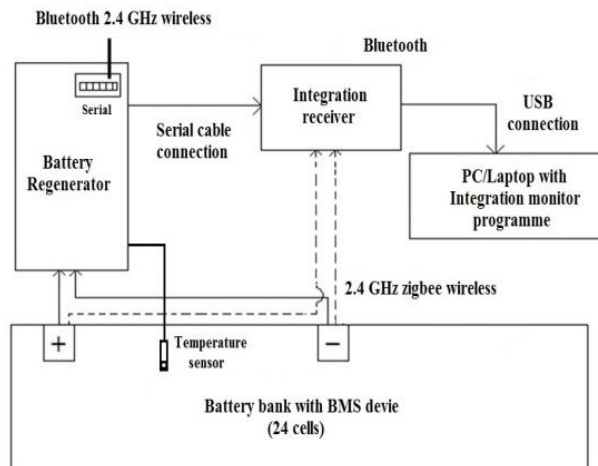 Bluetooth 2.4 GHz wireless
Serial
Battery
Regenerator
Serial cable
connection
Bluetooth
Integration
receiver
USB
connection
PC/Laptop with
Integration monitor
programme
2.4 GHz zigbee wireless
+
Temperature
sensor
−
Battery bank with BMS devie
(24 cells)